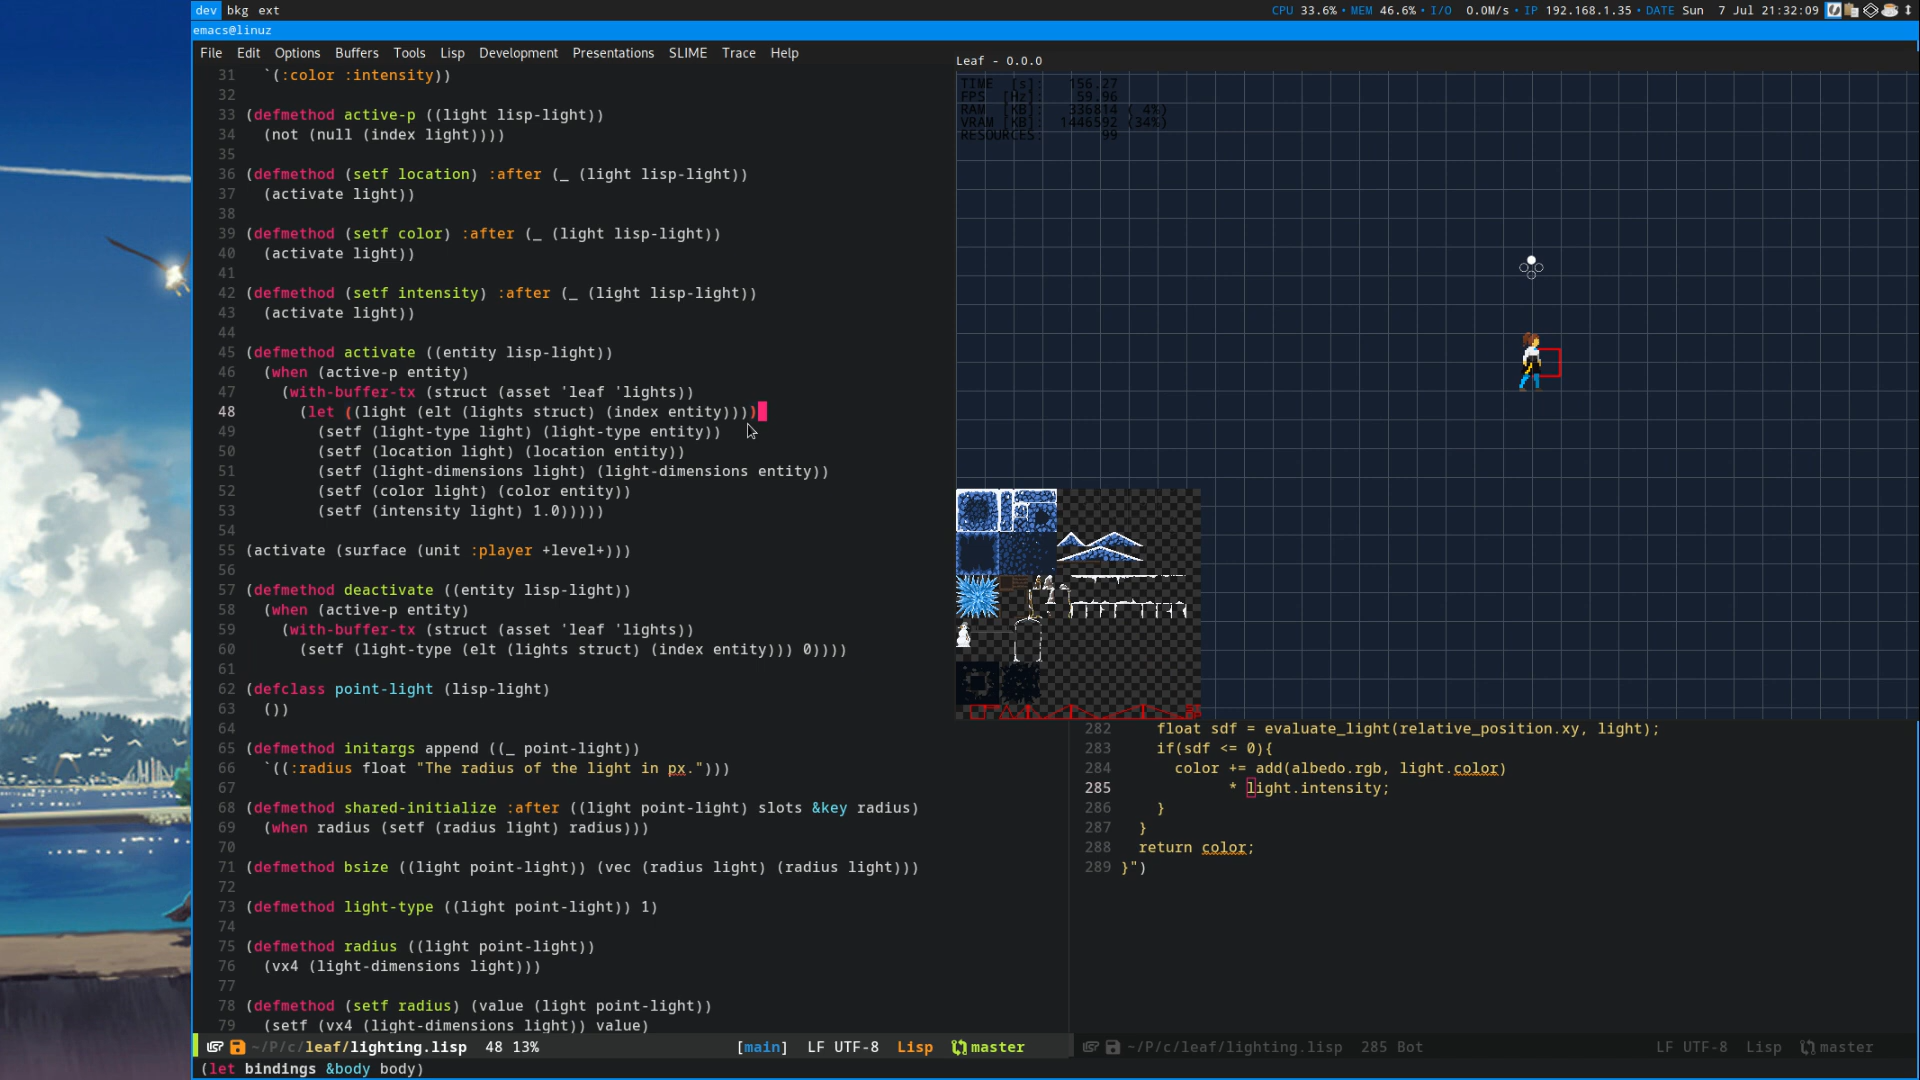 dev bkg ext
CPU 33.6% • MEM 46.6% • I/O 0.0M/s • IP 192.168.1.35 • DATE Sun 7 Jul 21:32:09
emacs@linuz
File Edit Options Buffers Tools Lisp Development Presentations SLIME Trace Help
31 `(:color :intensity))
32
33 (defmethod active-p ((light lisp-light))
34 (not (null (index light))))
35
36 (defmethod (setf location) :after (_ (light lisp-light))
37 (activate light))
38
39 (defmethod (setf color) :after (_ (light lisp-light))
40 (activate light))
41
42 (defmethod (setf intensity) :after (_ (light lisp-light))
43 (activate light))
44
45 (defmethod activate ((entity lisp-light))
46 (when (active-p entity)
47 (with-buffer-tx (struct (asset 'leaf 'lights))
48 (let ((light (elt (lights struct) (index entity))))
49 (setf (light-type light) (light-type entity))
50 (setf (location light) (location entity))
51 (setf (light-dimensions light) (light-dimensions entity))
52 (setf (color light) (color entity))
53 (setf (intensity light) 1.0)))))
54
55 (activate (surface (unit :player +level+)))
56
57 (defmethod deactivate ((entity lisp-light))
58 (when (active-p entity)
59 (with-buffer-tx (struct (asset 'leaf 'lights))
60 (setf (light-type (elt (lights struct) (index entity))) 0))))
61
62 (defclass point-light (lisp-light)
63 ())
64
65 (defmethod initargs append ((_ point-light))
66 `((:radius float "The radius of the light in px.")))
67
68 (defmethod shared-initialize :after ((light point-light) slots &key radius)
69 (when radius (setf (radius light) radius)))
70
71 (defmethod bsize ((light point-light)) (vec (radius light) (radius light)))
72
73 (defmethod light-type ((light point-light)) 1)
74
75 (defmethod radius ((light point-light))
76 (vx4 (light-dimensions light)))
77
78 (defmethod (setf radius) (value (light point-light))
79 (setf (vx4 (light-dimensions light)) value)
~/P/c/leaf/lighting.lisp 48 13% [main] LF UTF-8 Lisp master
(let bindings &body body)
Leaf - 0.0.0
TIME [s]: 156.27
FPS [Hz]: 59.96
RAM [KB]: 336814 ( 4%)
VRAM [KB]: 1446592 (34%)
RESOURCES: 99
282 float sdf = evaluate_light(relative_position.xy, light);
283 if(sdf <= 0){
284 color += add(albedo.rgb, light.color)
285 * light.intensity;
286 }
287 }
288 return color;
289 }")
~/P/c/leaf/lighting.lisp 285 Bot LF UTF-8 Lisp master